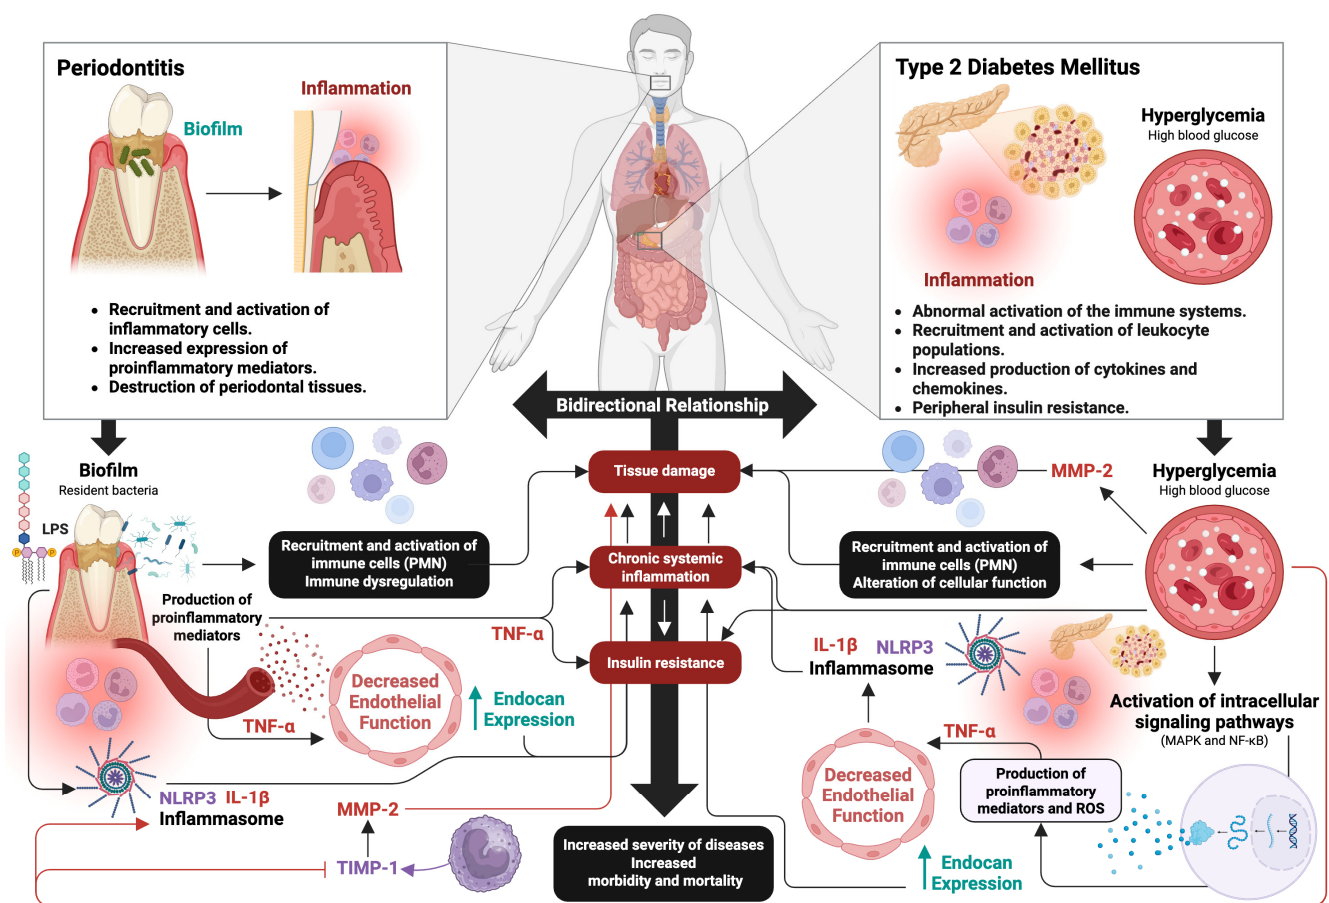 Periodontitis
Biofilm
Inflammation
• Recruitment and activation of
inflammatory cells.
• Increased expression of
proinflammatory mediators.
• Destruction of periodontal tissues.
Type 2 Diabetes Mellitus
Hyperglycemia
High blood glucose
Inflammation
• Abnormal activation of the immune systems.
• Recruitment and activation of leukocyte
populations.
• Increased production of cytokines and
chemokines.
• Peripheral insulin resistance.
Bidirectional Relationship
Biofilm
Resident bacteria
LPS
P
P
Recruitment and activation of
immune cells (PMN)
Immune dysregulation
Production of
proinflammatory
mediators
TNF-α
TNF-α
Decreased
Endothelial
Function
Endocan
Expression
NLRP3 IL-1β
Inflammasome
MMP-2
TIMP-1
Tissue damage
Chronic systemic
inflammation
Insulin resistance
Increased severity of diseases
Increased
morbidity and mortality
MMP-2
Hyperglycemia
High blood glucose
Recruitment and activation of
immune cells (PMN)
Alteration of cellular function
IL-1β NLRP3
Inflammasome
Activation of intracellular
signaling pathways
(MAPK and NF-κB)
TNF-α
Production of
proinflammatory
mediators and ROS
Decreased
Endothelial
Function
Endocan
Expression